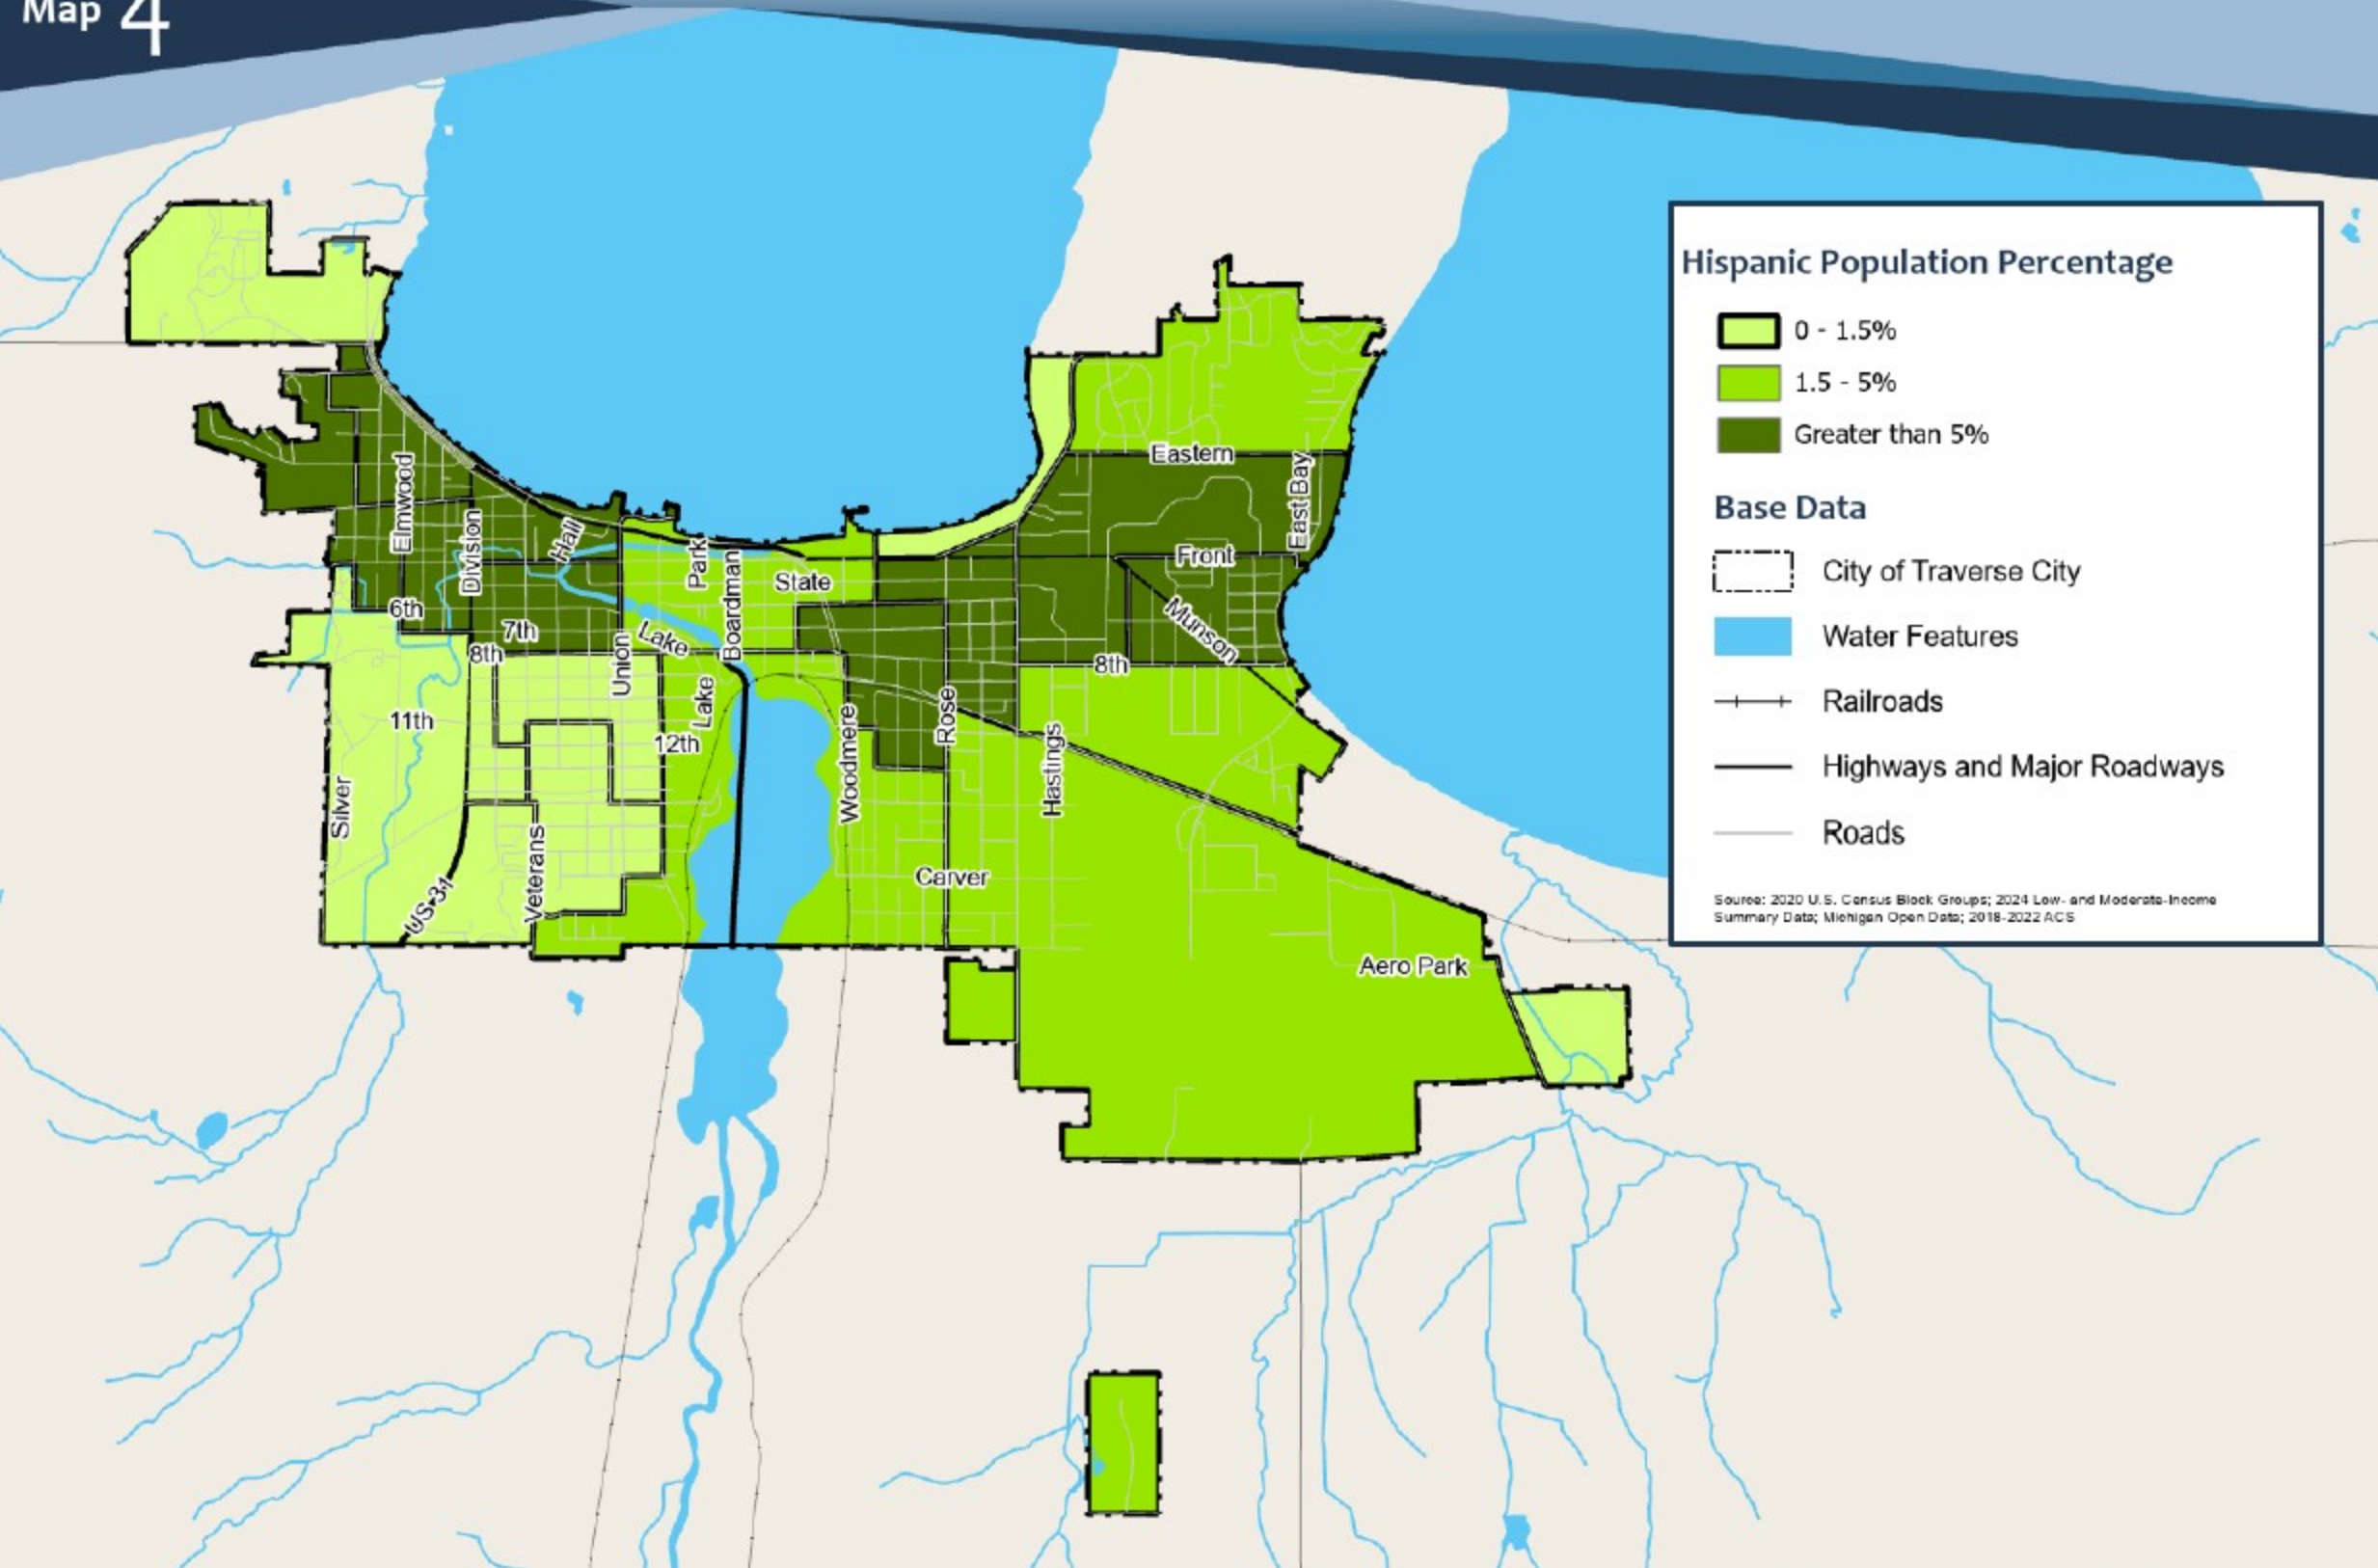 Map 4
Hispanic Population Percentage
0 - 1.5%
1.5 - 5%
Greater than 5%
Base Data
City of Traverse City
Water Features
Railroads
Highways and Major Roadways
Roads
Source: 2020 U.S. Census Block Groups; 2024 Low- and Moderate-Income
Summary Data; Michigan Open Data; 2018-2022 ACS
Eastern
Elmwood
East Bay
Division
Hall
Park
Front
Boardman
State
6th
7th
Munson
Lake
8th
Union
8th
Lake
Rose
11th
12th
Woodmere
Hastings
Silver
Veterans
Carver
US-31
Aero Park